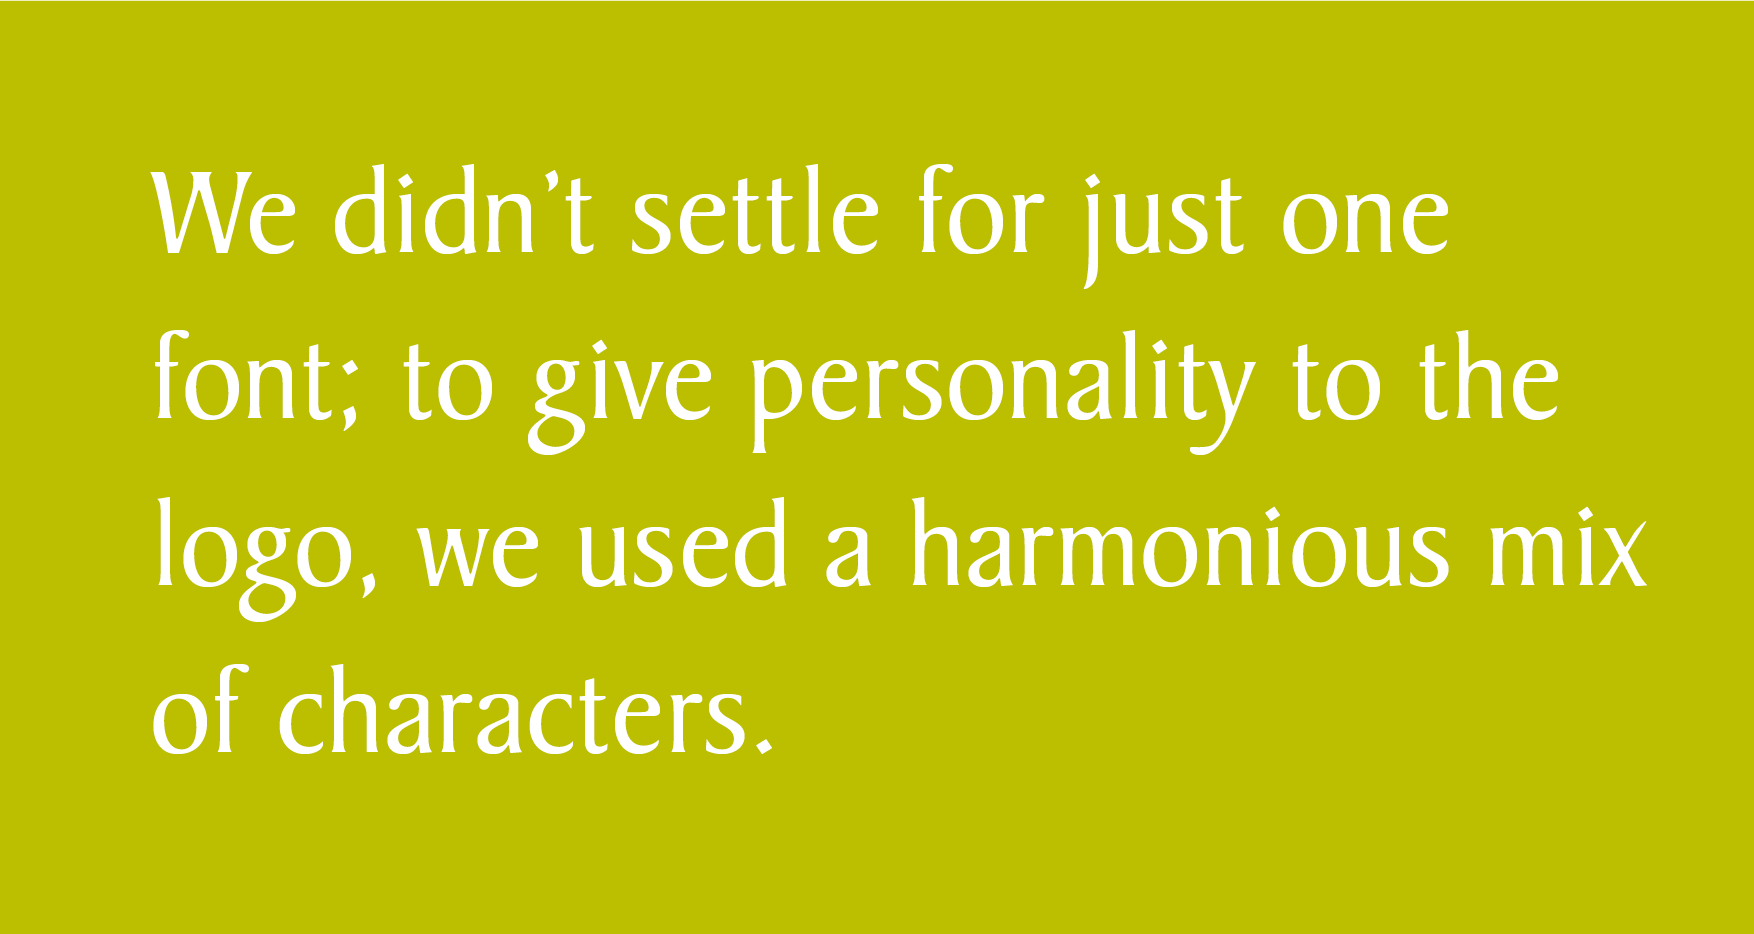 We didn’t settle for just one
font; to give personality to the
logo, we used a harmonious mix
of characters.